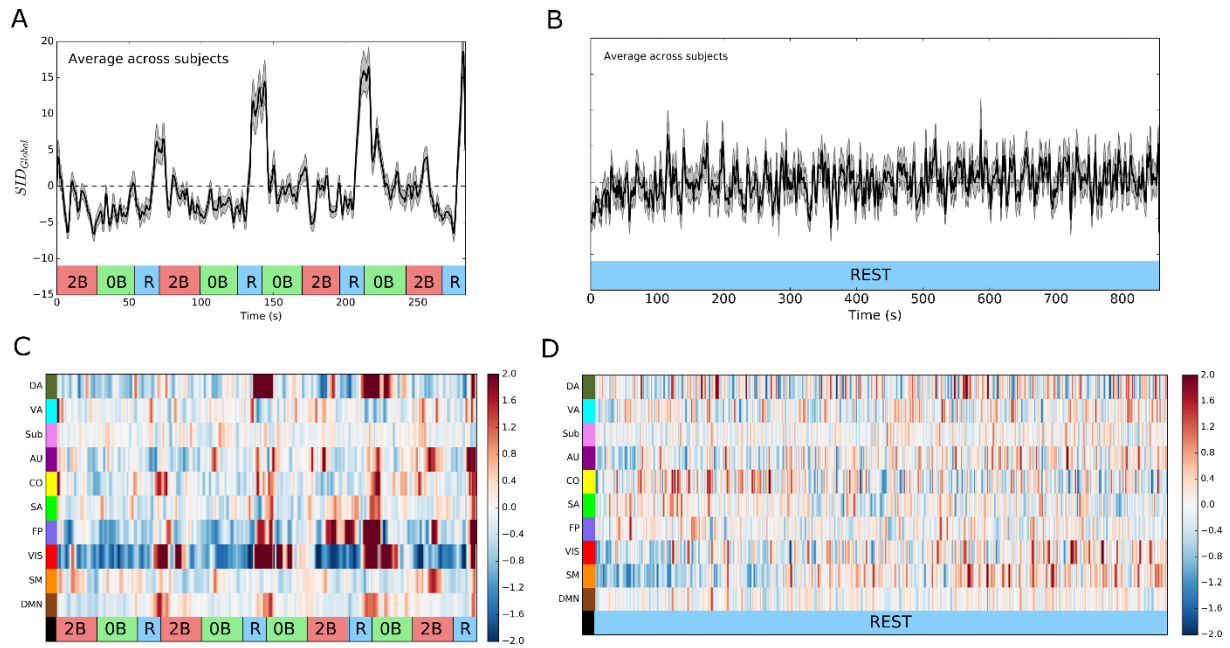 A
B
Average across subjects
20
15
10
5
0
−5
−10
−15
SID_Global
2B 0B R 2B 0B R 0B 2B R 0B 2B R
0 50 100 150 200 250
Time (s)
Average across subjects
REST
0 100 200 300 400 500 600 700 800
Time (s)
C
DA
VA
Sub
AU
CO
SA
FP
VIS
SM
DMN
2B 0B R 2B 0B R 0B 2B R 0B 2B R
2.0
1.6
1.2
0.8
0.4
0.0
−0.4
−0.8
−1.2
−1.6
−2.0
D
DA
VA
Sub
AU
CO
SA
FP
VIS
SM
DMN
REST
2.0
1.6
1.2
0.8
0.4
0.0
−0.4
−0.8
−1.2
−1.6
−2.0